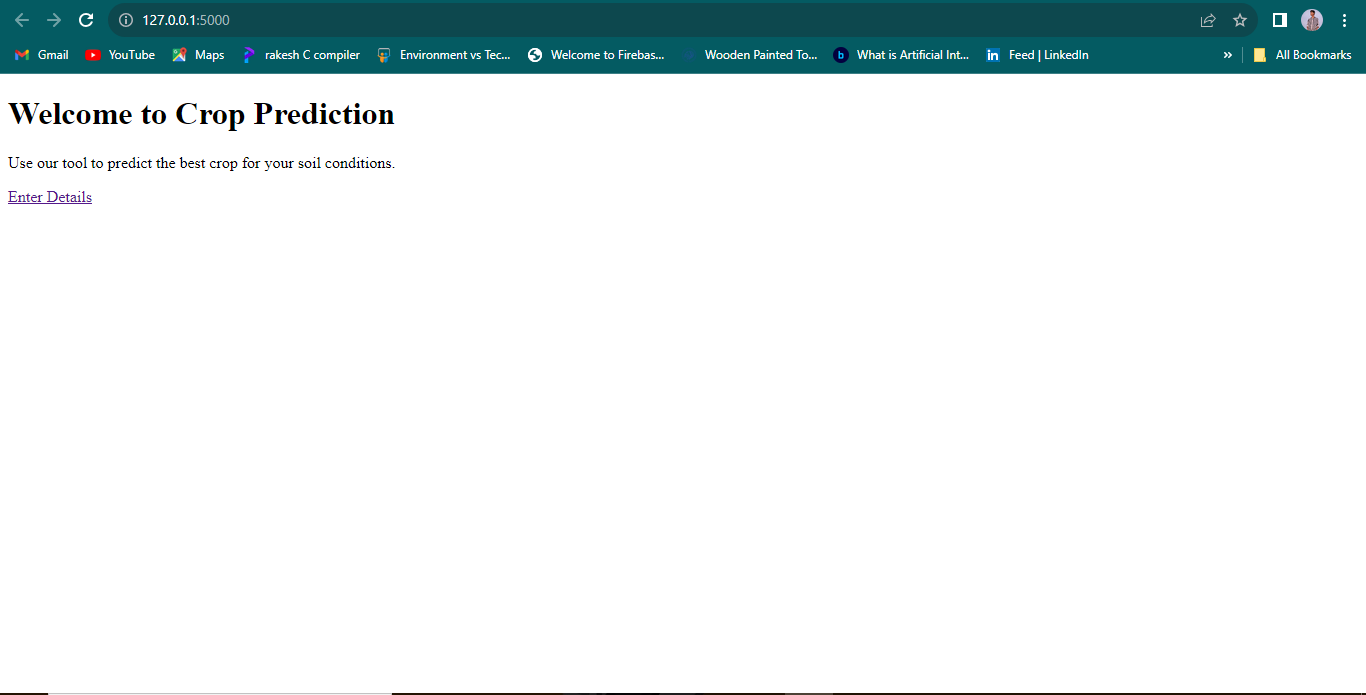 127.0.0.1:5000
Gmail YouTube Maps rakesh C compiler Environment vs Tec... Welcome to Firebas... Wooden Painted To... b What is Artificial Int... in Feed | LinkedIn » All Bookmarks
Welcome to Crop Prediction
Use our tool to predict the best crop for your soil conditions.
Enter Details